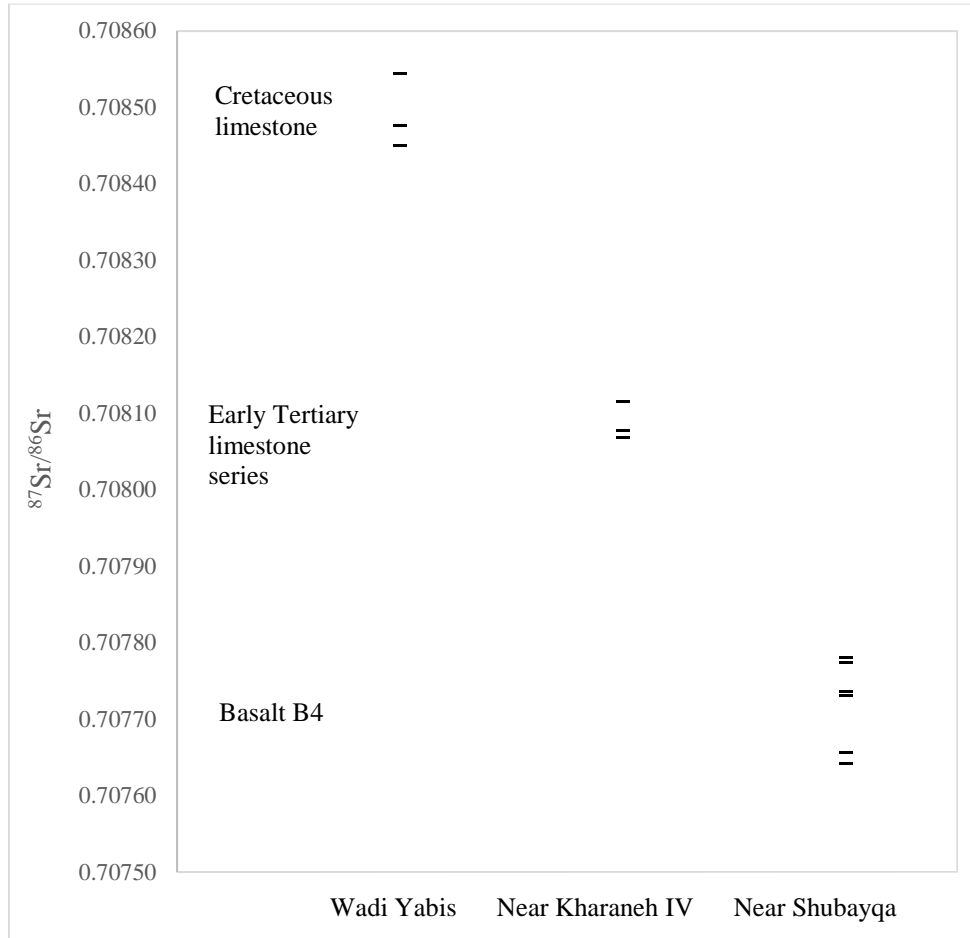 0.70860
Cretaceous
limestone
0.70850
0.70840
0.70830
0.70820
0.70810
Early Tertiary
limestone
series
0.70800
0.70790
0.70780
0.70770
Basalt B4
0.70760
0.70750
⁸⁷Sr/⁸⁶Sr
Wadi Yabis
Near Kharaneh IV
Near Shubayqa